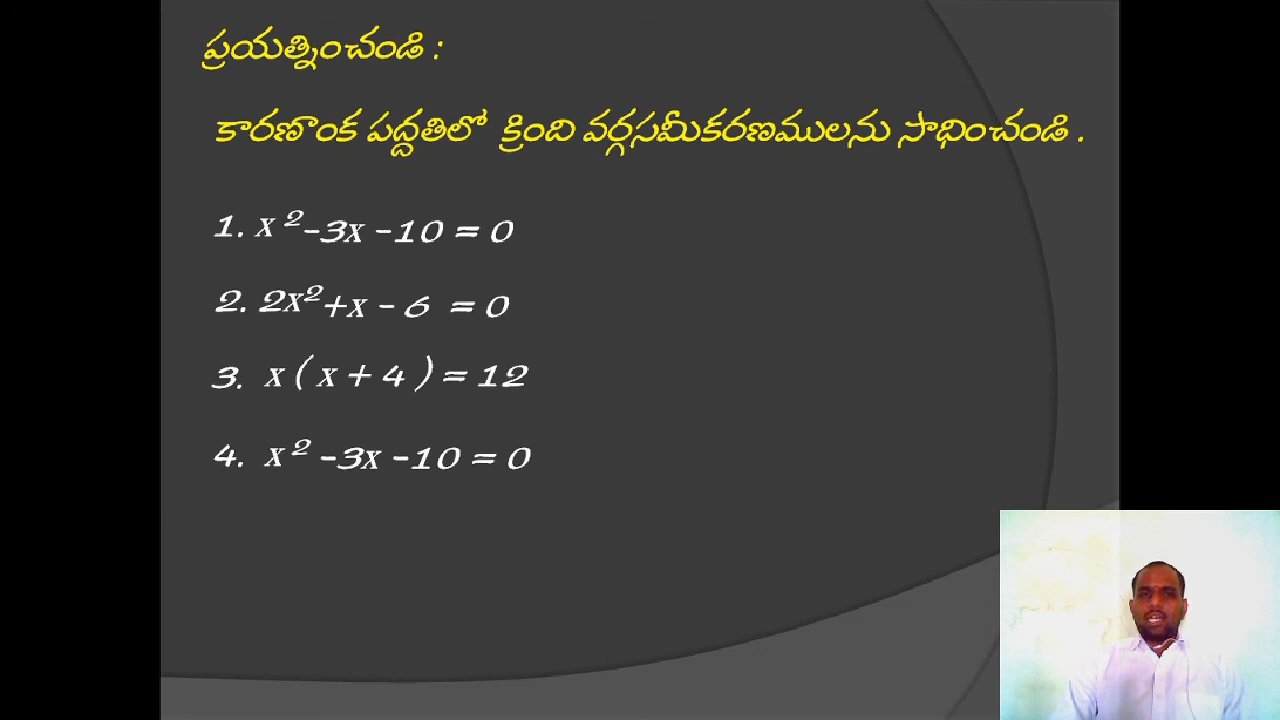 ప్రయత్నించండి :
కారణాంక పద్దతిలో క్రింది వర్గసమీకరణములను సాధించండి .
1. x²-3x -10 = 0
2. 2x²+x - 6 = 0
3. x ( x + 4 ) = 12
4. x² -3x -10 = 0